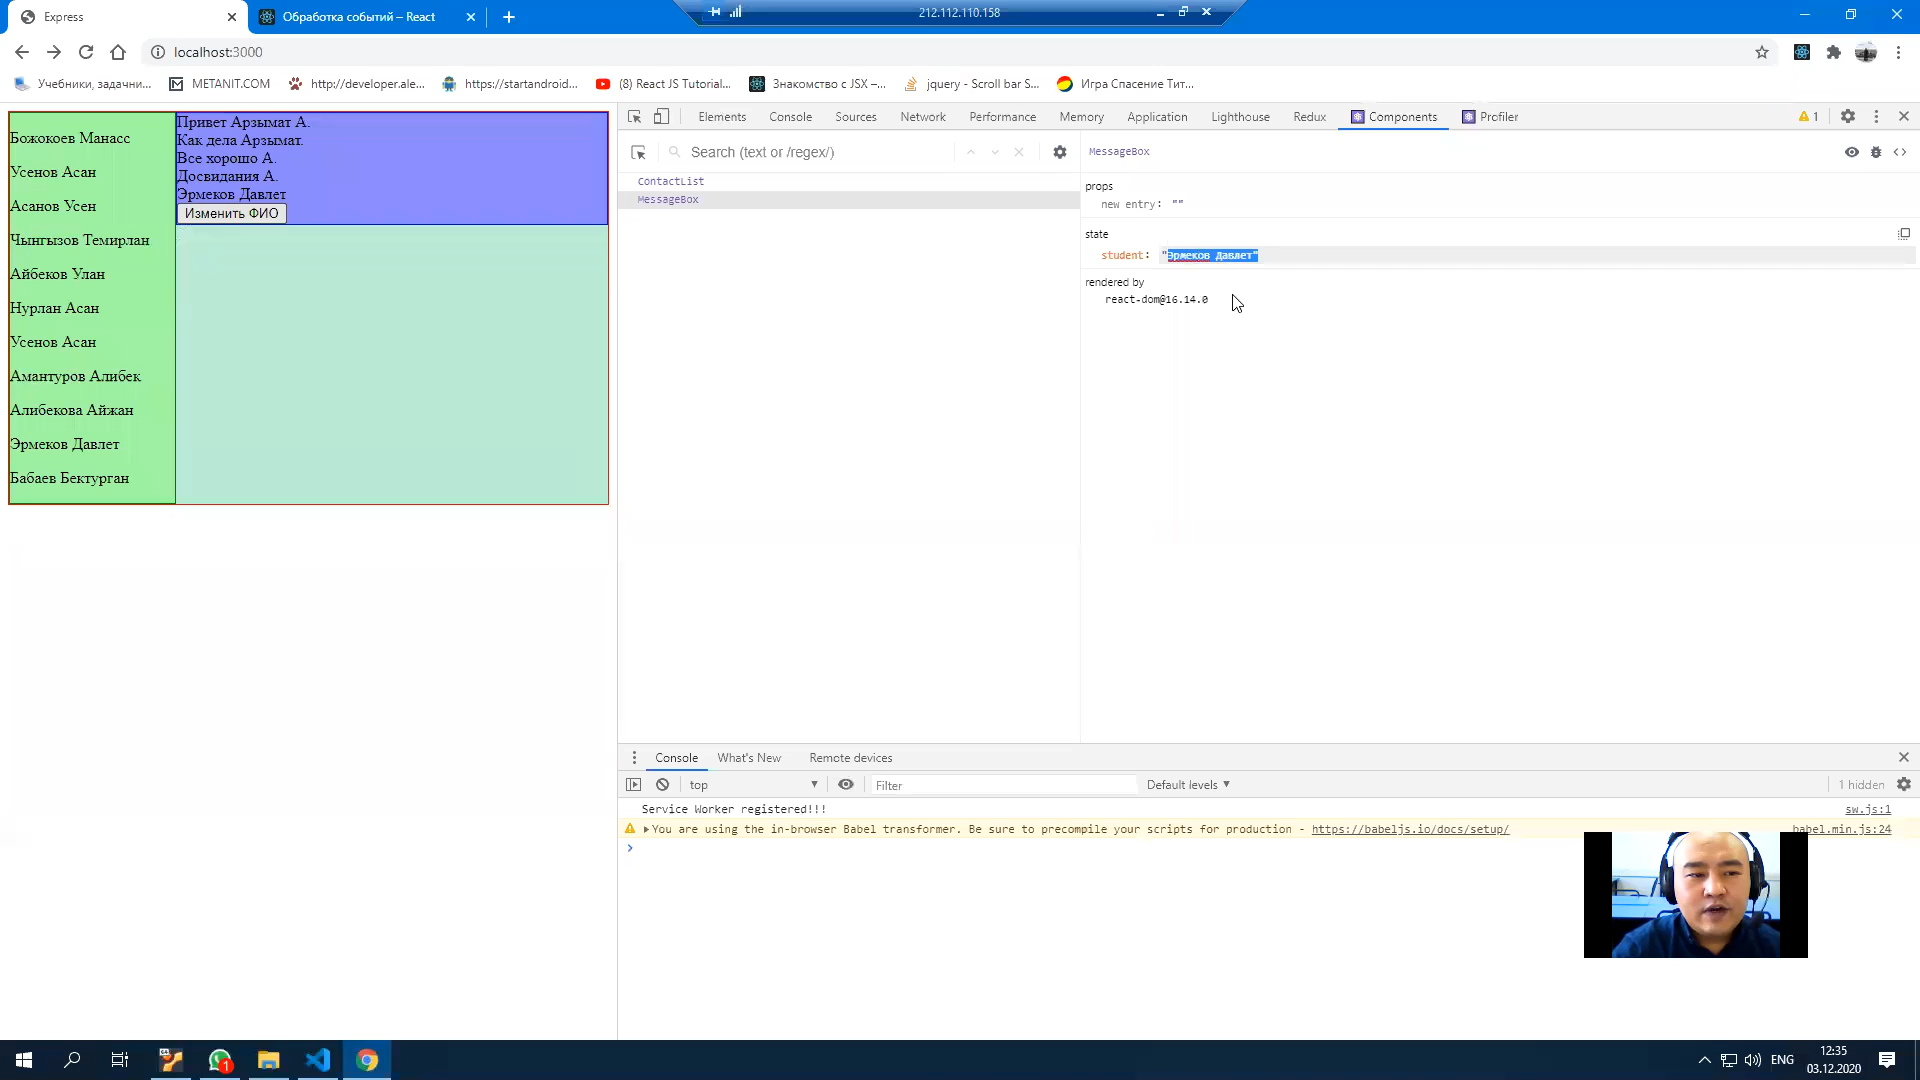 Express
Обработка событий – React
212.112.110.158
localhost:3000
Учебники, задачни...
METANIT.COM
http://developer.ale...
https://startandroid...
(8) React JS Tutorial...
Знакомство с JSX –...
jquery - Scroll bar S...
Игра Спасение Тит...
Божокоев Манасс
Усенов Асан
Асанов Усен
Чынгызов Темирлан
Айбеков Улан
Нурлан Асан
Усенов Асан
Амантуров Алибек
Алибекова Айжан
Эрмеков Давлет
Бабаев Бектурган
Привет Арзымат А.
Как дела Арзымат.
Все хорошо А.
Досвидания А.
Эрмеков Давлет
Изменить ФИО
Elements
Console
Sources
Network
Performance
Memory
Application
Lighthouse
Redux
Components
Profiler
1
Search (text or /regex/)
ContactList
MessageBox
MessageBox
props
new entry: ""
state
student: "Эрмеков Давлет"
rendered by
react-dom@16.14.0
Console
What's New
Remote devices
top
Filter
Default levels
1 hidden
Service Worker registered!!!
sw.js:1
You are using the in-browser Babel transformer. Be sure to precompile your scripts for production - https://babeljs.io/docs/setup/
babel.min.js:24
1
ENG
12:35
03.12.2020